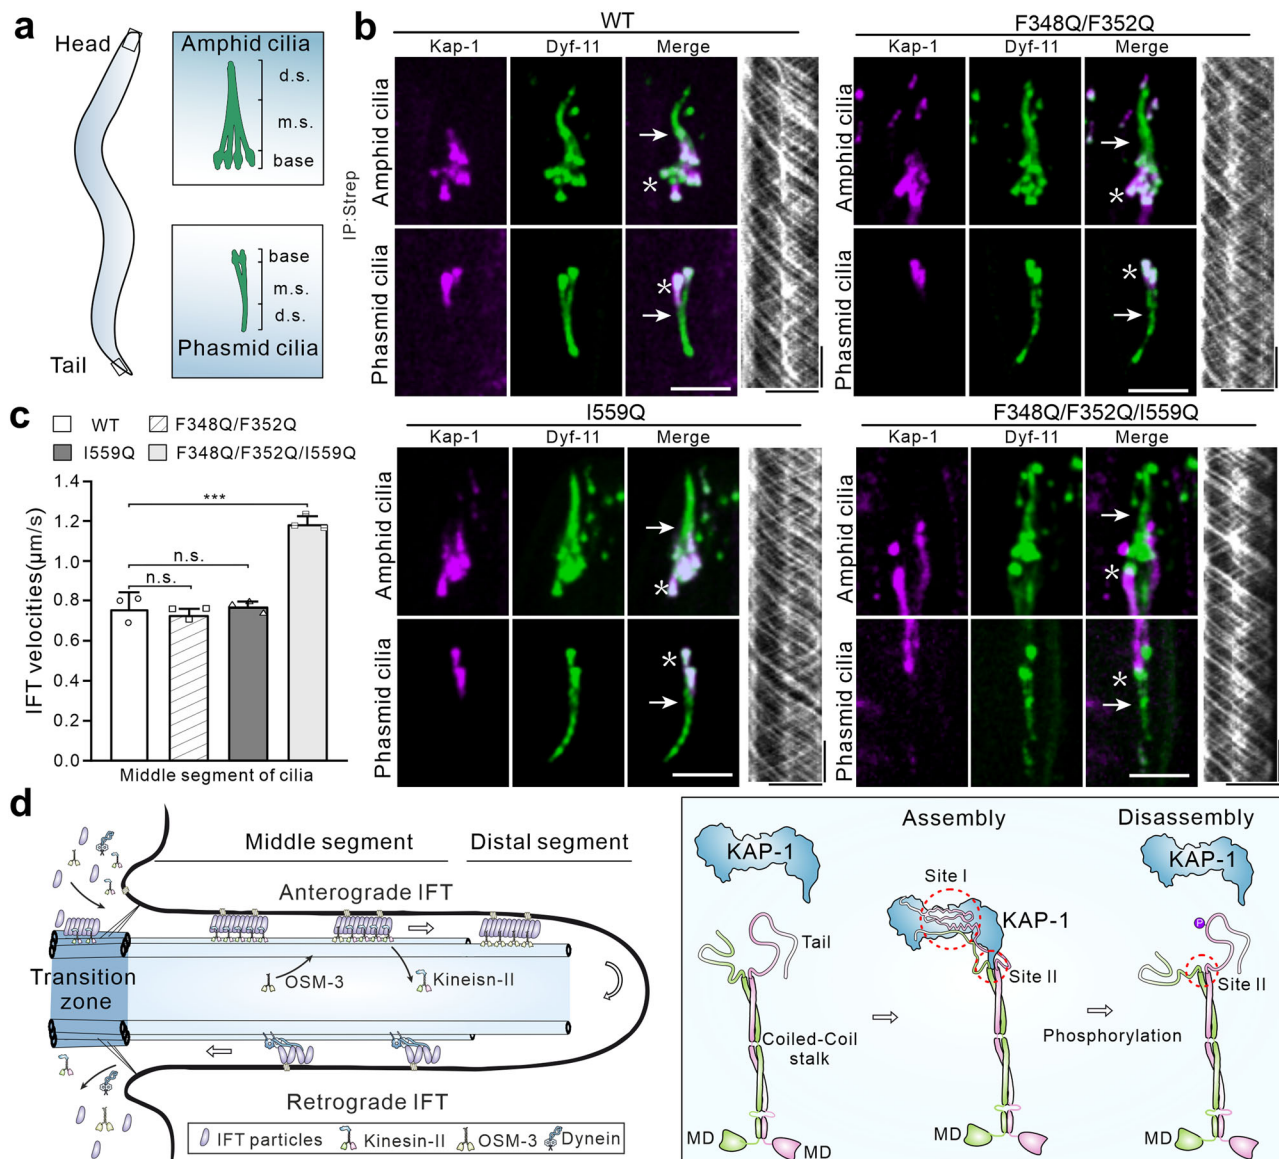 a
Head
Tail
Amphid cilia
d.s.
m.s.
base
base
m.s.
d.s.
Phasmid cilia
b
IP:Strep
WT
Kap-1 Dyf-11 Merge
Amphid cilia
*
Phasmid cilia
*
F348Q/F352Q
Kap-1 Dyf-11 Merge
Amphid cilia
*
Phasmid cilia
*
I559Q
Kap-1 Dyf-11 Merge
Amphid cilia
*
Phasmid cilia
*
F348Q/F352Q/I559Q
Kap-1 Dyf-11 Merge
Amphid cilia
*
Phasmid cilia
*
c
WT F348Q/F352Q
I559Q F348Q/F352Q/I559Q
IFT velocities(μm/s)
1.4
1.2
1.0
0.8
0.6
0.4
0.2
0.0
***
n.s.
n.s.
Middle segment of cilia
d
Middle segment Distal segment
Anterograde IFT
Transition
zone
OSM-3
Kineisn-II
Retrograde IFT
IFT particles Kinesin-II OSM-3 Dynein
KAP-1
Tail
Coiled-Coil
stalk
MD
MD
Assembly
Site I
KAP-1
Site II
MD
MD
Phosphorylation
Disassembly
KAP-1
P
Site II
MD
MD